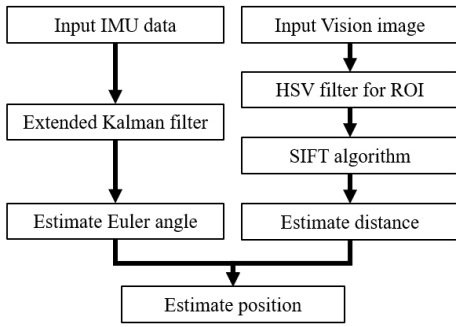 Input IMU data
Input Vision image
HSV filter for ROI
Extended Kalman filter
SIFT algorithm
Estimate Euler angle
Estimate distance
Estimate position